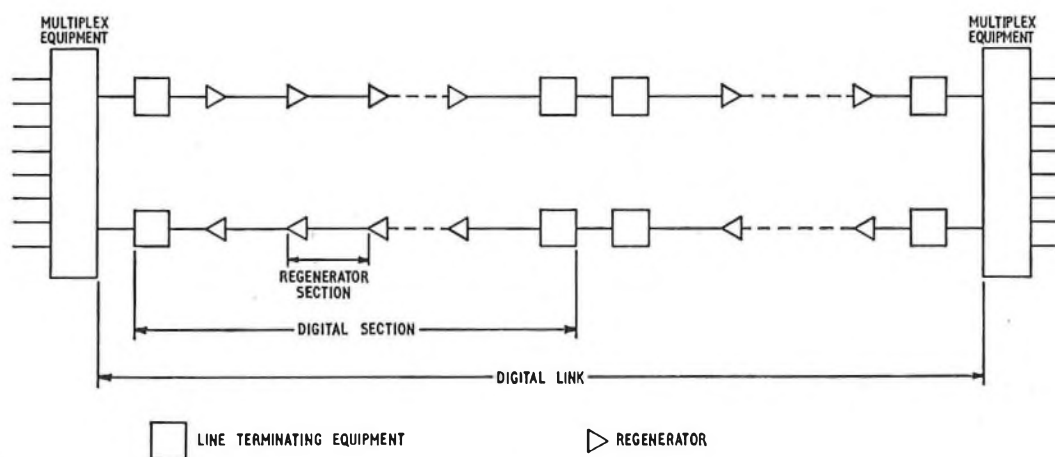 MULTIPLEX
EQUIPMENT
MULTIPLEX
EQUIPMENT
REGENERATOR
SECTION
DIGITAL SECTION
DIGITAL LINK
LINE TERMINATING EQUIPMENT
REGENERATOR